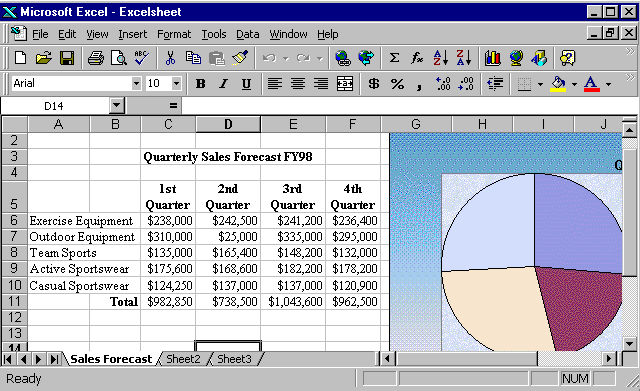 Microsoft Excel - Excelsheet
File Edit View Insert Format Tools Data Window Help
ABC Σ fx A Z Z A ?
Arial 10 B I U a $ % , +.0 .00 .00 +.0 A
D14 =
A B C D E F G H I J
2
3 Quarterly Sales Forecast FY98 Q
4
1st 2nd 3rd 4th
5 Quarter Quarter Quarter Quarter
6 Exercise Equipment $238,000 $242,500 $241,200 $236,400
7 Outdoor Equipment $310,000 $25,000 $335,000 $295,000
8 Team Sports $135,000 $165,400 $148,200 $132,000
9 Active Sportswear $175,600 $168,600 $182,200 $178,200
10 Casual Sportswear $124,250 $137,000 $137,000 $120,900
11 Total $982,850 $738,500 $1,043,600 $962,500
12
13
14
Sales Forecast Sheet2 Sheet3
Ready NUM